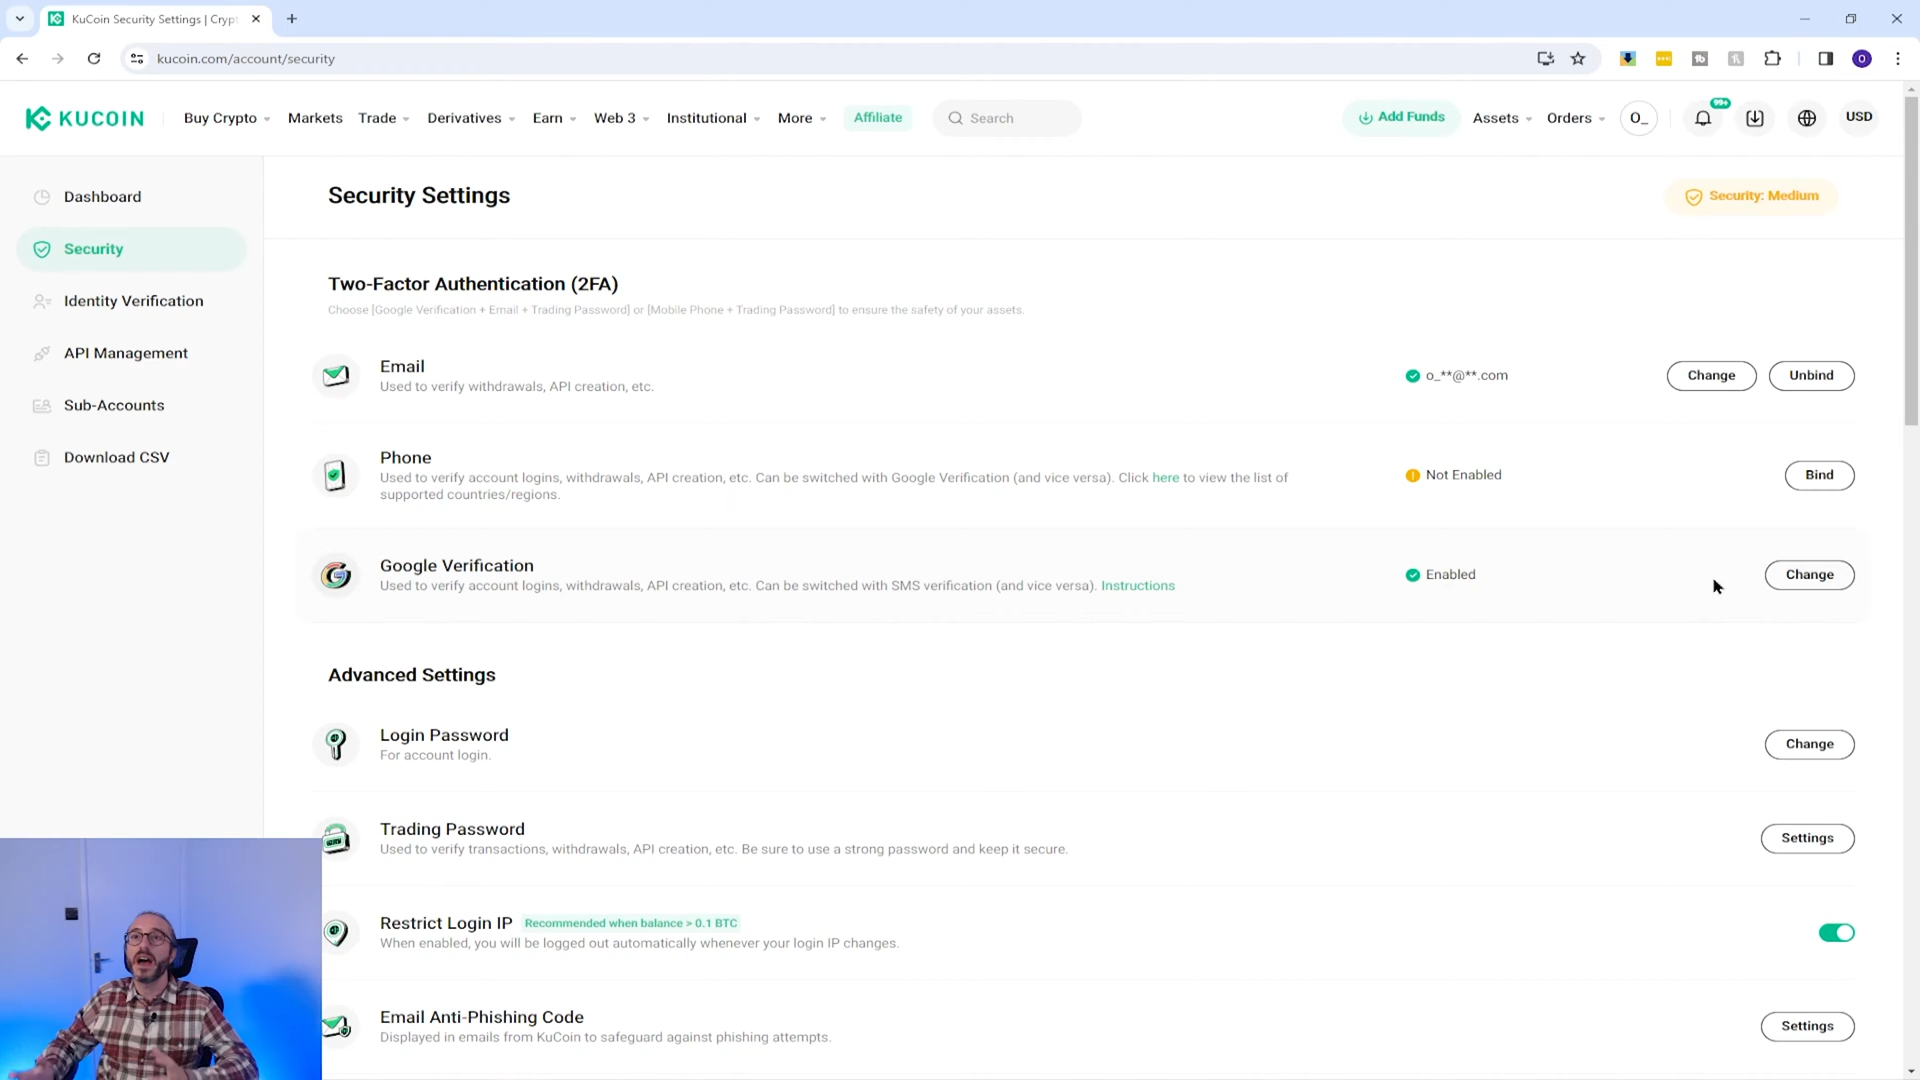 KuCoin Security Settings | Cryp
kucoin.com/account/security
KUCOIN Buy Crypto Markets Trade Derivatives Earn Web 3 Institutional More Affiliate Search Add Funds Assets Orders O_ 99+ USD
Dashboard
Security
Identity Verification
API Management
Sub-Accounts
Download CSV
Security Settings
Security: Medium
Two-Factor Authentication (2FA)
Choose [Google Verification + Email + Trading Password] or [Mobile Phone + Trading Password] to ensure the safety of your assets.
Email
Used to verify withdrawals, API creation, etc.
o_**@**.com
Change
Unbind
Phone
Used to verify account logins, withdrawals, API creation, etc. Can be switched with Google Verification (and vice versa). Click here to view the list of
supported countries/regions.
Not Enabled
Bind
Google Verification
Used to verify account logins, withdrawals, API creation, etc. Can be switched with SMS verification (and vice versa). Instructions
Enabled
Change
Advanced Settings
Login Password
For account login.
Change
Trading Password
Used to verify transactions, withdrawals, API creation, etc. Be sure to use a strong password and keep it secure.
Settings
Restrict Login IP Recommended when balance > 0.1 BTC
When enabled, you will be logged out automatically whenever your login IP changes.
Email Anti-Phishing Code
Displayed in emails from KuCoin to safeguard against phishing attempts.
Settings